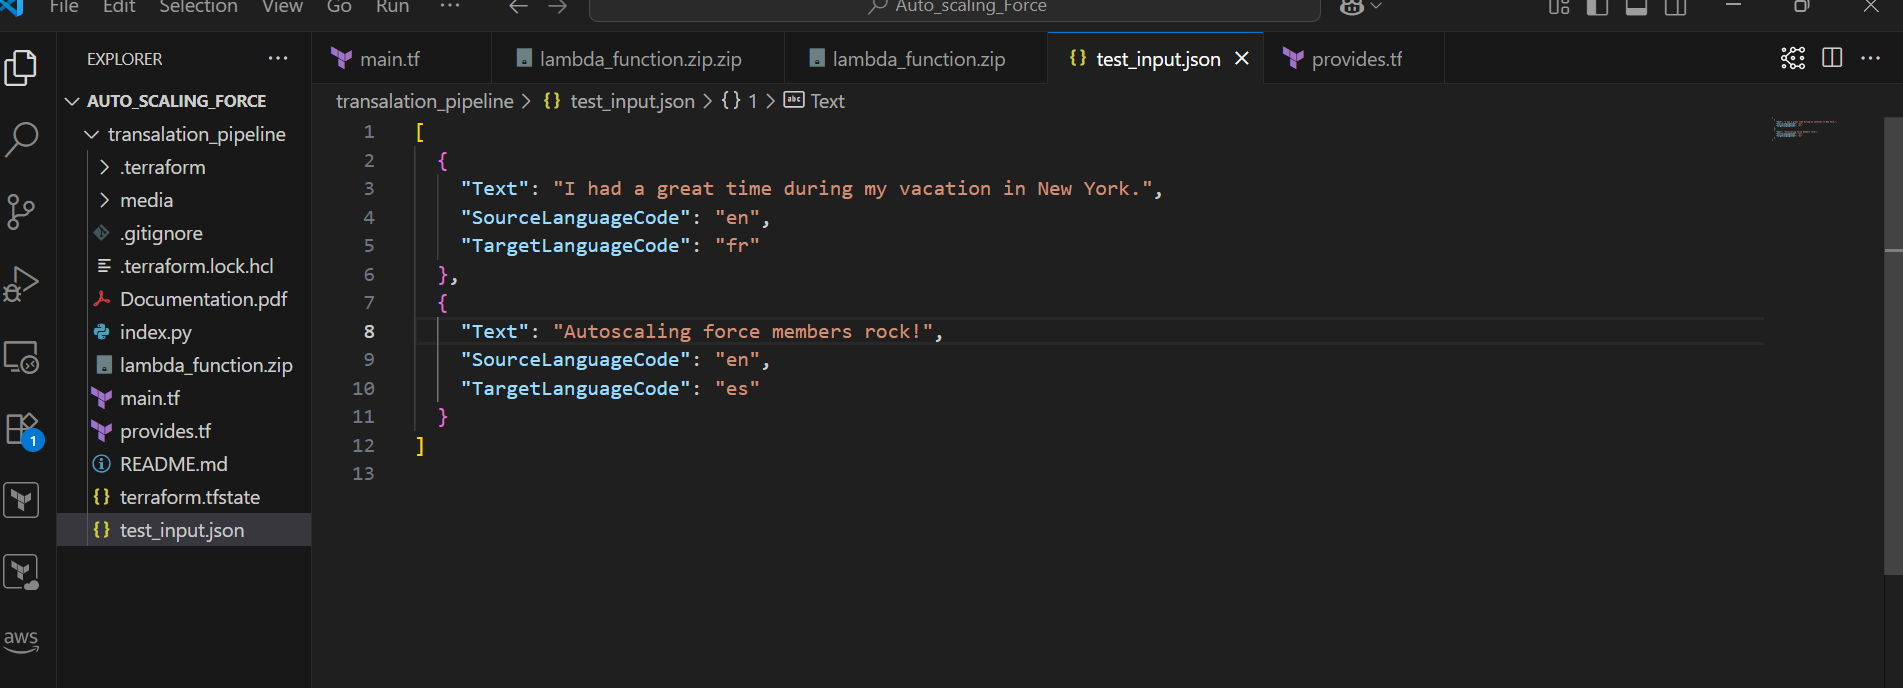 File Edit Selection View Go Run ··· Auto_scaling_Force
EXPLORER ···
main.tf lambda_function.zip.zip lambda_function.zip {} test_input.json provides.tf ···
AUTO_SCALING_FORCE
transalation_pipeline
.terraform
media
.gitignore
.terraform.lock.hcl
Documentation.pdf
index.py
lambda_function.zip
main.tf
provides.tf
README.md
{} terraform.tfstate
{} test_input.json
1
aws
transalation_pipeline > {} test_input.json > {} 1 > abc Text
1 [
2 {
3 "Text": "I had a great time during my vacation in New York.",
4 "SourceLanguageCode": "en",
5 "TargetLanguageCode": "fr"
6 },
7 {
8 "Text": "Autoscaling force members rock!",
9 "SourceLanguageCode": "en",
10 "TargetLanguageCode": "es"
11 }
12 ]
13